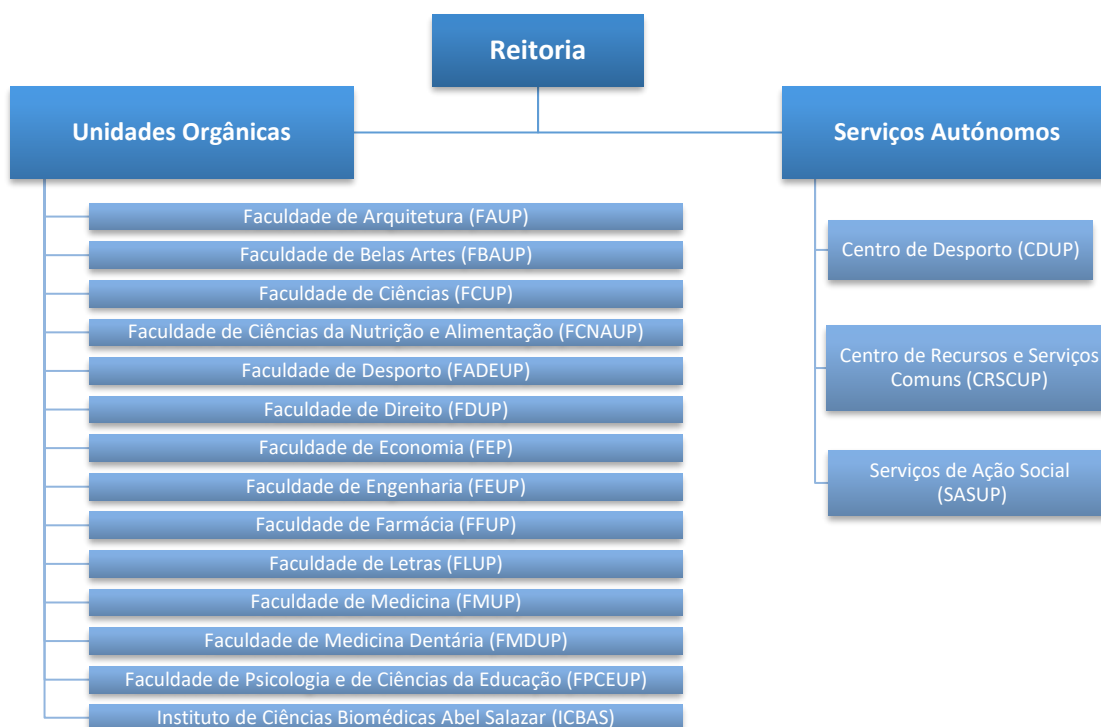 Reitoria
Unidades Orgânicas
Faculdade de Arquitetura (FAUP)
Faculdade de Belas Artes (FBAUP)
Faculdade de Ciências (FCUP)
Faculdade de Ciências da Nutrição e Alimentação (FCNAUP)
Faculdade de Desporto (FADEUP)
Faculdade de Direito (FDUP)
Faculdade de Economia (FEP)
Faculdade de Engenharia (FEUP)
Faculdade de Farmácia (FFUP)
Faculdade de Letras (FLUP)
Faculdade de Medicina (FMUP)
Faculdade de Medicina Dentária (FMDUP)
Faculdade de Psicologia e de Ciências da Educação (FPCEUP)
Instituto de Ciências Biomédicas Abel Salazar (ICBAS)
Serviços Autónomos
Centro de Desporto (CDUP)
Centro de Recursos e Serviços
Comuns (CRSCUP)
Serviços de Ação Social
(SASUP)